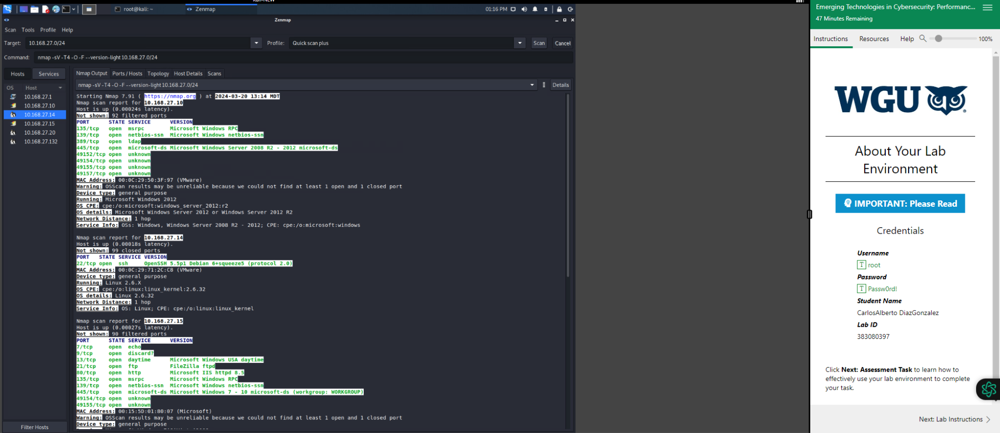 Kali-NEW
root@kali: ~
Zenmap
01:16 PM
Zenmap
Scan Tools Profile Help
Target: 10.168.27.0/24 Profile: Quick scan plus Scan Cancel
Command: nmap -sV -T4 -O -F --version-light 10.168.27.0/24
Hosts Services
OS Host
10.168.27.1
10.168.27.10
10.168.27.14
10.168.27.15
10.168.27.20
10.168.27.132
Filter Hosts
Nmap Output Ports / Hosts Topology Host Details Scans
nmap -sV -T4 -O -F --version-light 10.168.27.0/24 Details
Starting Nmap 7.91 ( https://nmap.org ) at 2024-03-20 13:14 MDT
Nmap scan report for 10.168.27.10
Host is up (0.00024s latency).
Not shown: 92 filtered ports
PORT STATE SERVICE VERSION
135/tcp open msrpc Microsoft Windows RPC
139/tcp open netbios-ssn Microsoft Windows netbios-ssn
389/tcp open ldap
445/tcp open microsoft-ds Microsoft Windows Server 2008 R2 - 2012 microsoft-ds
49152/tcp open unknown
49154/tcp open unknown
49155/tcp open unknown
49157/tcp open unknown
MAC Address: 00:0C:29:50:3F:97 (VMware)
Warning: OSScan results may be unreliable because we could not find at least 1 open and 1 closed port
Device type: general purpose
Running: Microsoft Windows 2012
OS CPE: cpe:/o:microsoft:windows_server_2012:r2
OS details: Microsoft Windows Server 2012 or Windows Server 2012 R2
Network Distance: 1 hop
Service Info: OSs: Windows, Windows Server 2008 R2 - 2012; CPE: cpe:/o:microsoft:windows
Nmap scan report for 10.168.27.14
Host is up (0.00018s latency).
Not shown: 99 closed ports
PORT STATE SERVICE VERSION
22/tcp open ssh OpenSSH 5.5p1 Debian 6+squeeze5 (protocol 2.0)
MAC Address: 00:0C:29:71:2C:C8 (VMware)
Device type: general purpose
Running: Linux 2.6.X
OS CPE: cpe:/o:linux:linux_kernel:2.6.32
OS details: Linux 2.6.32
Network Distance: 1 hop
Service Info: OS: Linux; CPE: cpe:/o:linux:linux_kernel
Nmap scan report for 10.168.27.15
Host is up (0.00027s latency).
Not shown: 90 filtered ports
PORT STATE SERVICE VERSION
7/tcp open echo
9/tcp open discard?
13/tcp open daytime Microsoft Windows USA daytime
21/tcp open ftp FileZilla ftpd
80/tcp open http Microsoft IIS httpd 8.5
135/tcp open msrpc Microsoft Windows RPC
139/tcp open netbios-ssn Microsoft Windows netbios-ssn
445/tcp open microsoft-ds Microsoft Windows 7 - 10 microsoft-ds (workgroup: WORKGROUP)
49154/tcp open unknown
49155/tcp open unknown
MAC Address: 00:15:5D:01:80:07 (Microsoft)
Warning: OSScan results may be unreliable because we could not find at least 1 open and 1 closed port
Device type: general purpose
Emerging Technologies in Cybersecurity: Performanc...
47 Minutes Remaining
Instructions Resources Help 100%
WGU
About Your Lab
Environment
IMPORTANT: Please Read
Credentials
Username
T root
Password
T Passw0rd!
Student Name
CarlosAlberto DiazGonzalez
Lab ID
383080397
Click Next: Assessment Task to learn how to
effectively use your lab environment to complete
your task.
Next: Lab Instructions